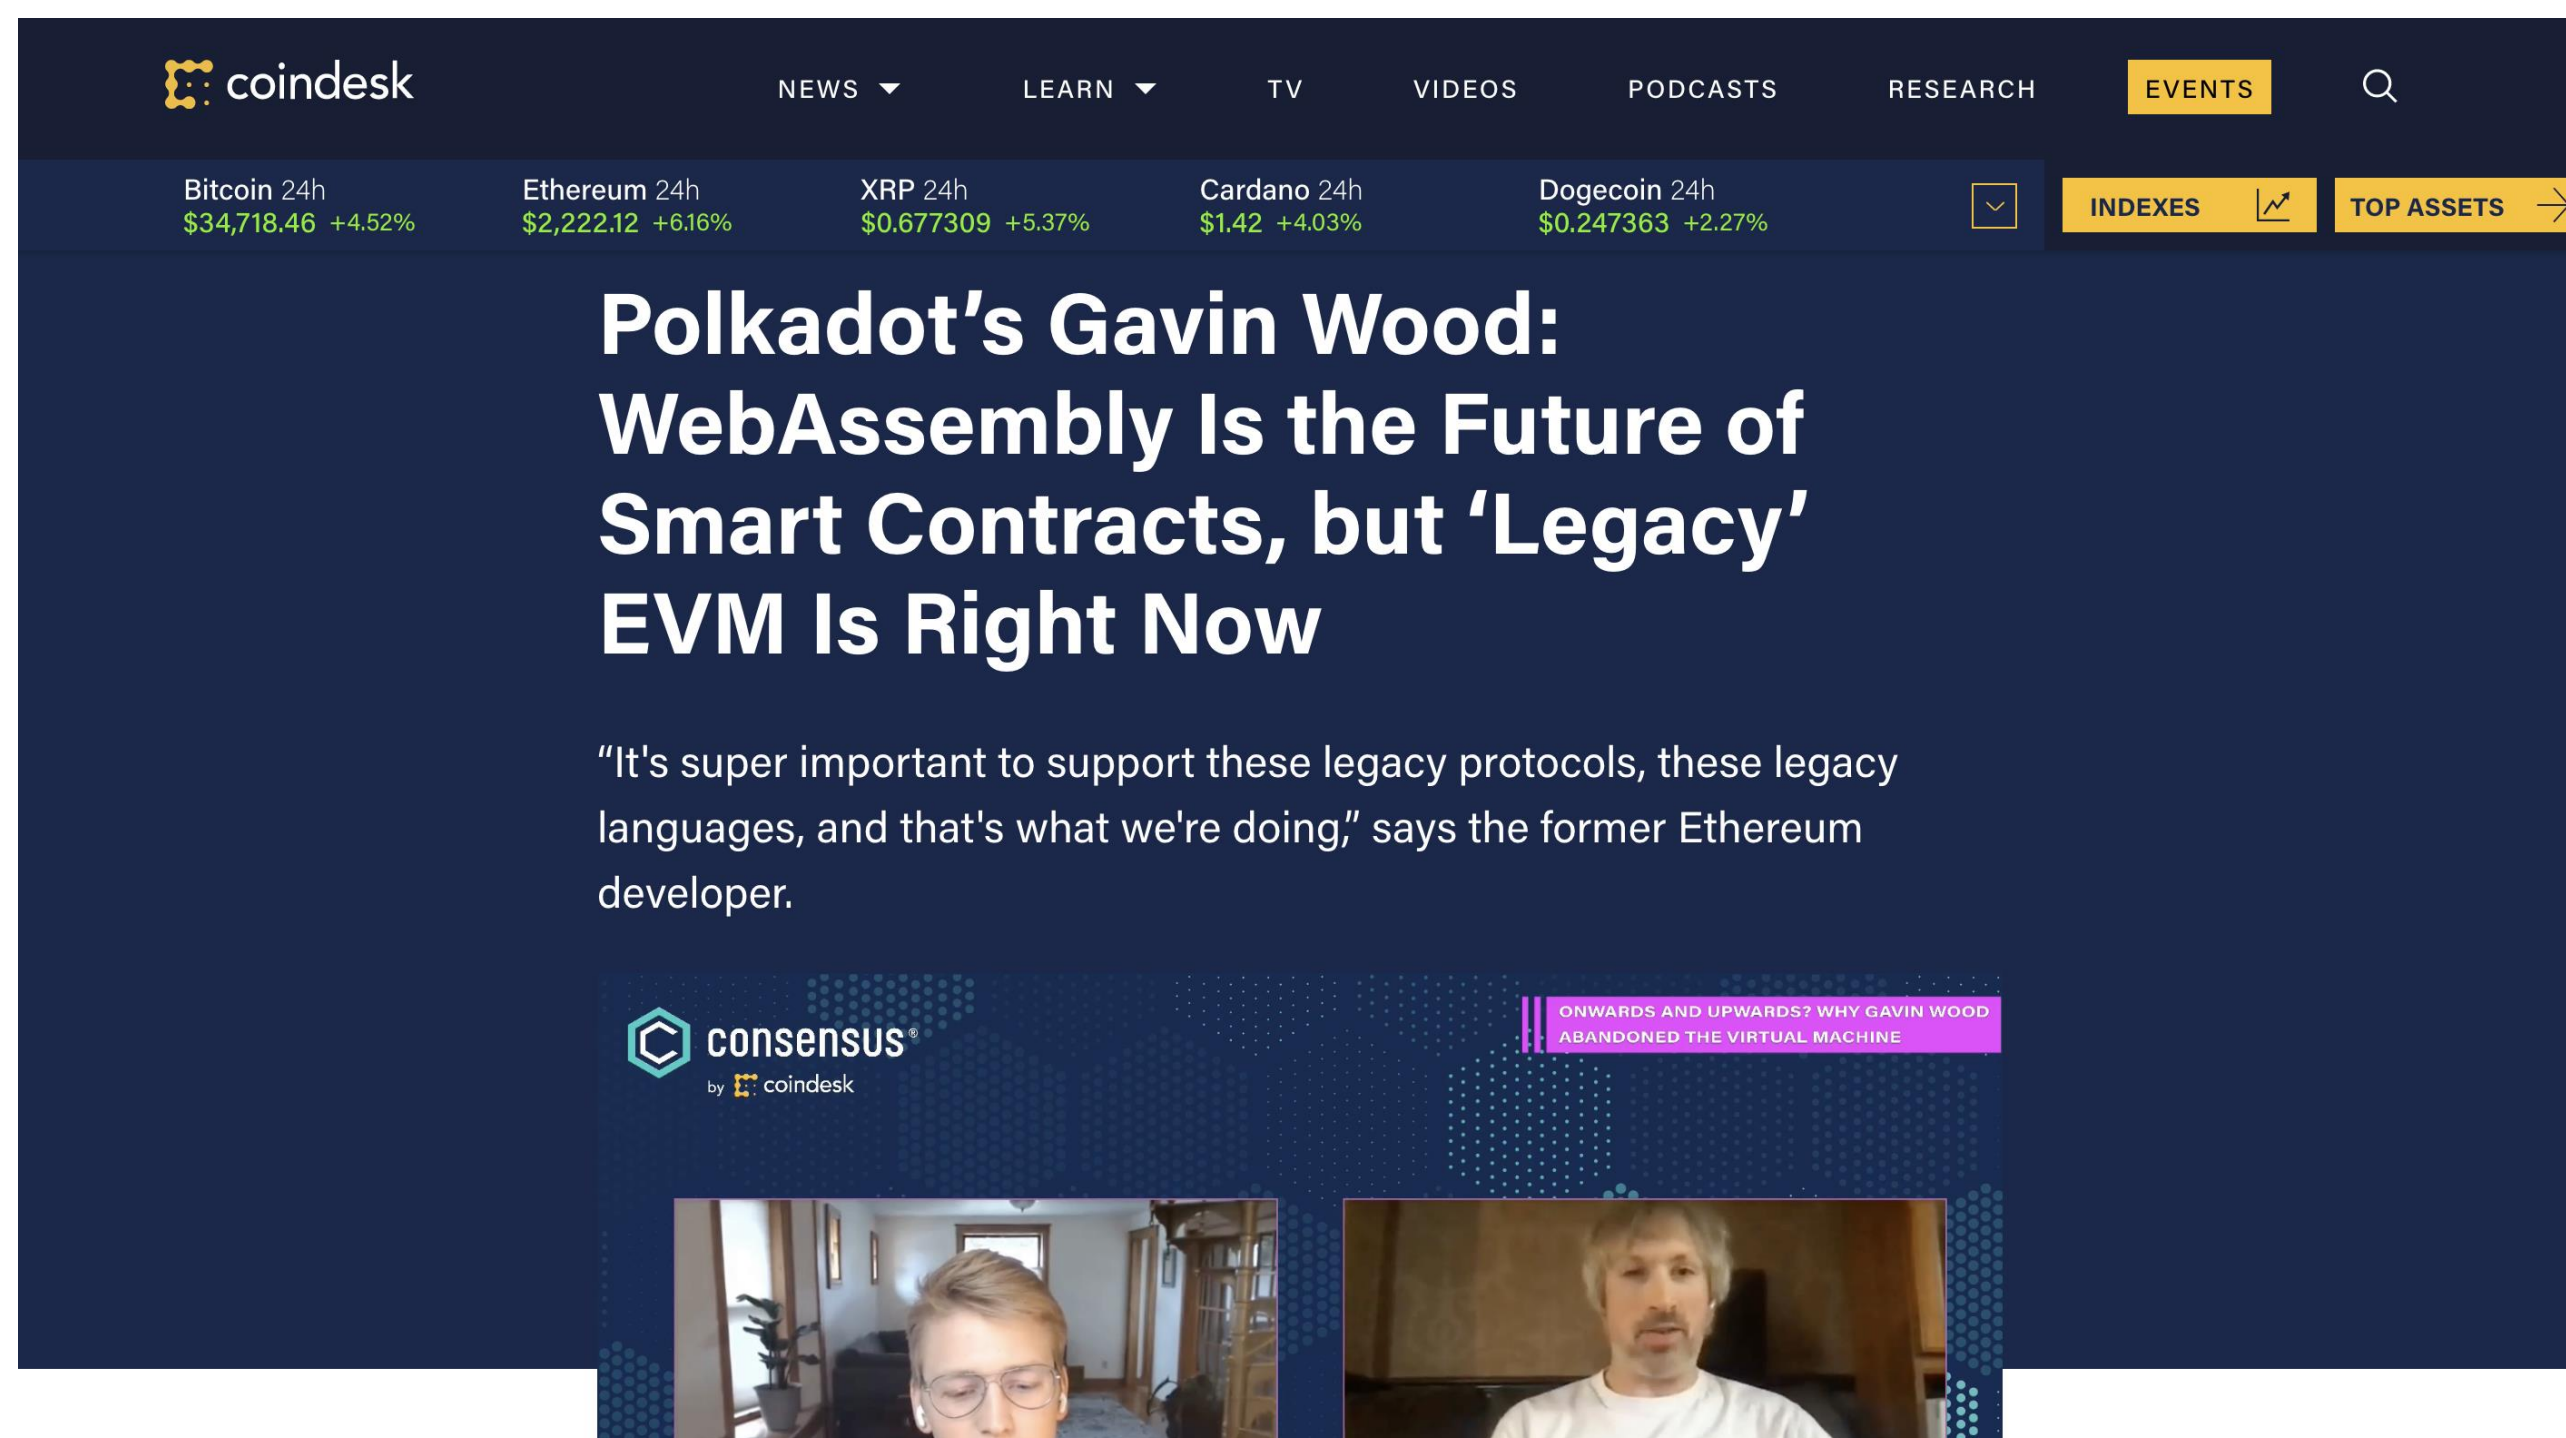 coindesk
NEWS
LEARN
TV
VIDEOS
PODCASTS
RESEARCH
EVENTS
Bitcoin 24h
$34,718.46 +4.52%
Ethereum 24h
$2,222.12 +6.16%
XRP 24h
$0.677309 +5.37%
Cardano 24h
$1.42 +4.03%
Dogecoin 24h
$0.247363 +2.27%
INDEXES
TOP ASSETS
Polkadot’s Gavin Wood:
WebAssembly Is the Future of
Smart Contracts, but ‘Legacy’
EVM Is Right Now
“It's super important to support these legacy protocols, these legacy
languages, and that's what we're doing,” says the former Ethereum
developer.
consensus®
by coindesk
ONWARDS AND UPWARDS? WHY GAVIN WOOD
ABANDONED THE VIRTUAL MACHINE